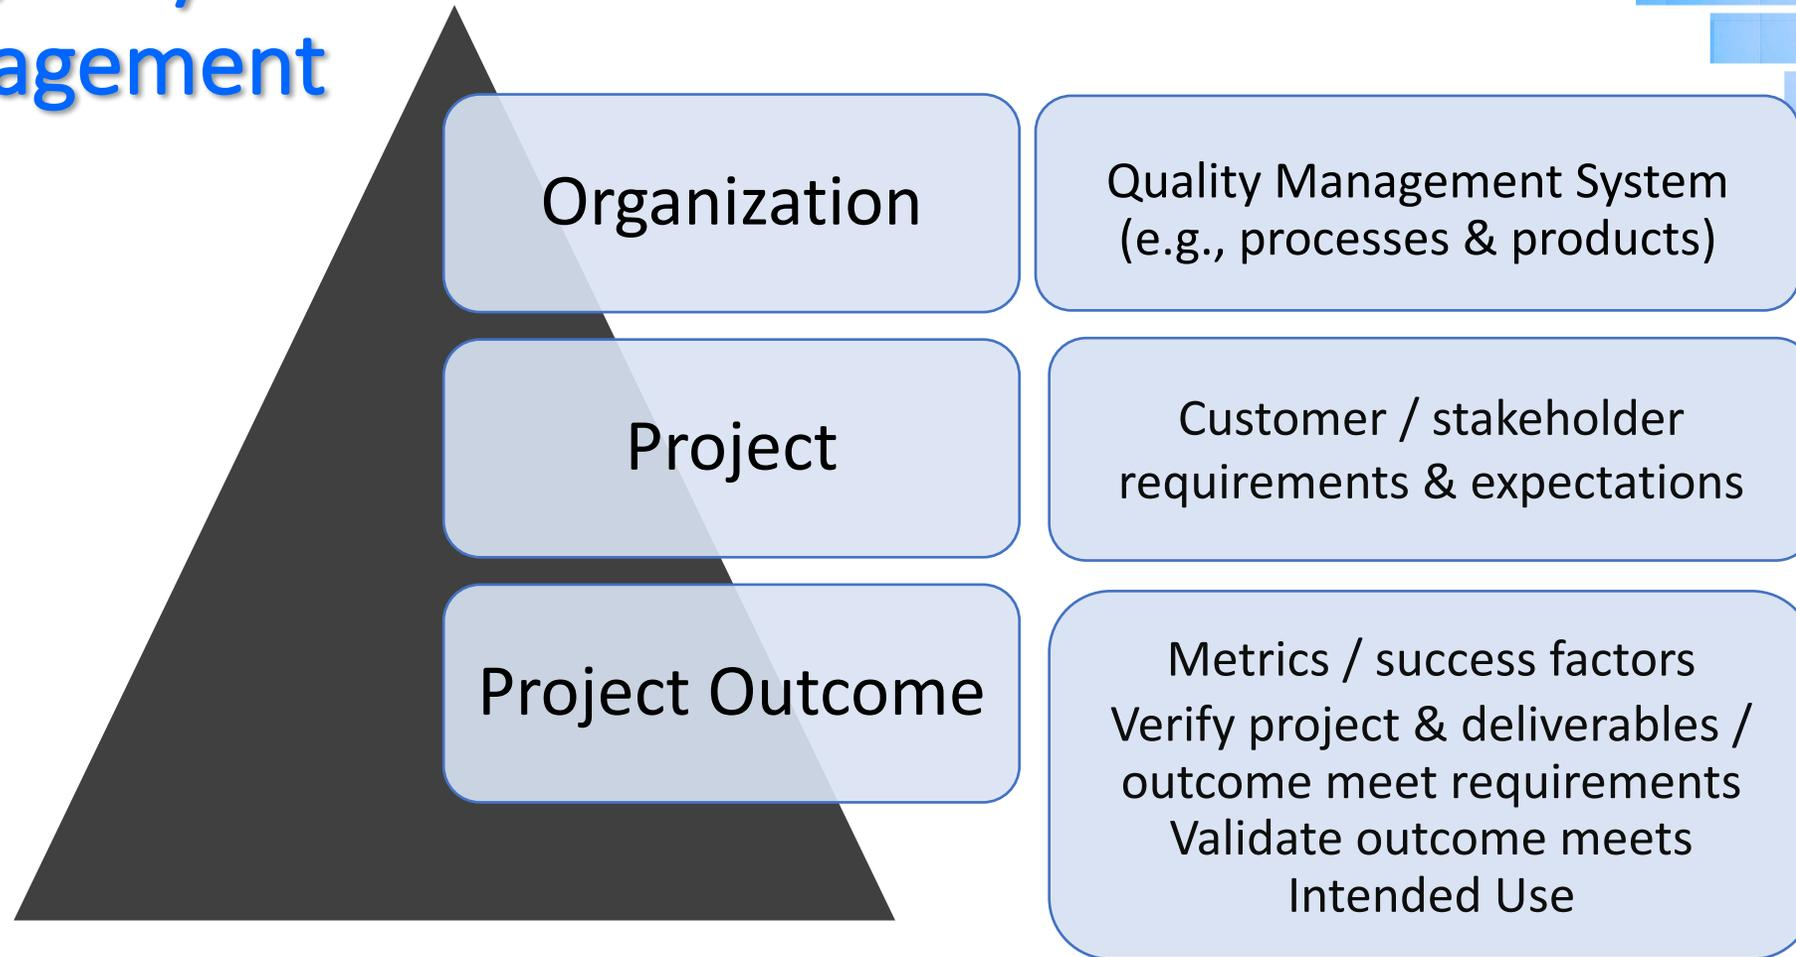 agement
Organization
Quality Management System
(e.g., processes & products)
Project
Customer / stakeholder
requirements & expectations
Project Outcome
Metrics / success factors
Verify project & deliverables /
outcome meet requirements
Validate outcome meets
Intended Use